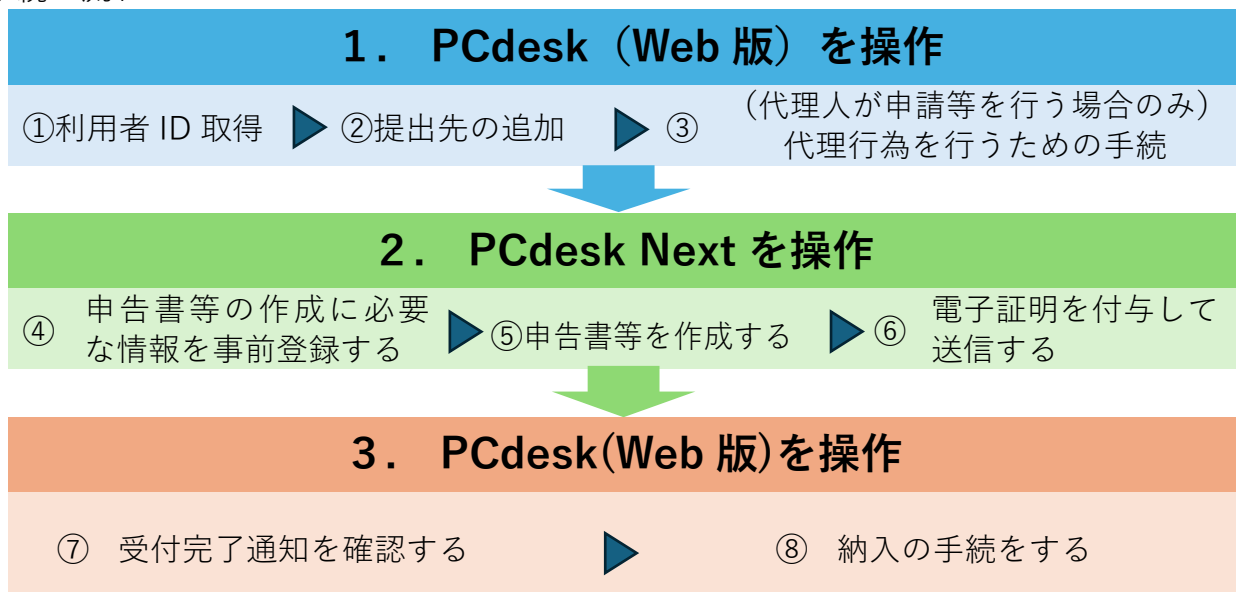 １． PCdesk（Web 版）を操作
①利用者 ID 取得 ②提出先の追加 ③ （代理人が申請等を行う場合のみ）
代理行為を行うための手続
２． PCdesk Next を操作
④ 申告書等の作成に必要
な情報を事前登録する
⑤申告書等を作成する
⑥ 電子証明を付与して
送信する
３． PCdesk(Web 版)を操作
⑦ 受付完了通知を確認する ⑧ 納入の手続をする